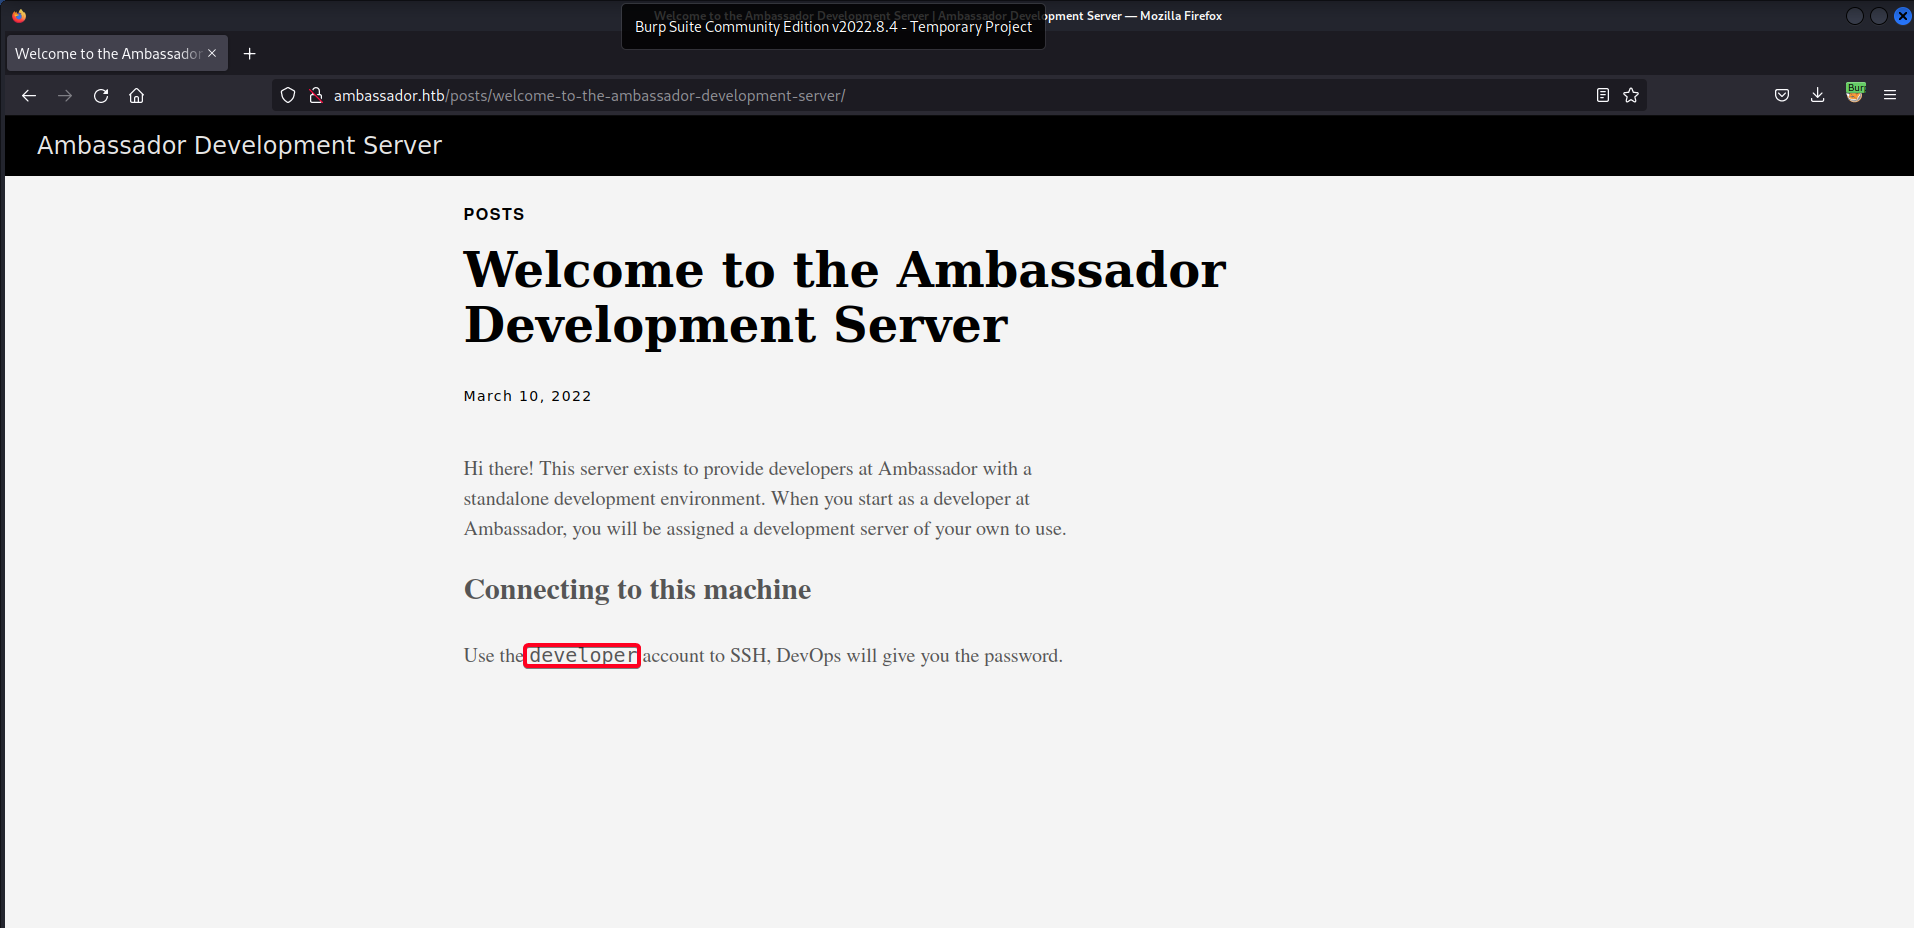 Welcome to the Ambassador Development Server | Ambassador Development Server — Mozilla Firefox
Burp Suite Community Edition v2022.8.4 - Temporary Project
Welcome to the Ambassador
ambassador.htb/posts/welcome-to-the-ambassador-development-server/
Bur
Ambassador Development Server
POSTS
Welcome to the Ambassador
Development Server
March 10, 2022
Hi there! This server exists to provide developers at Ambassador with a
standalone development environment. When you start as a developer at
Ambassador, you will be assigned a development server of your own to use.
Connecting to this machine
Use the developer account to SSH, DevOps will give you the password.